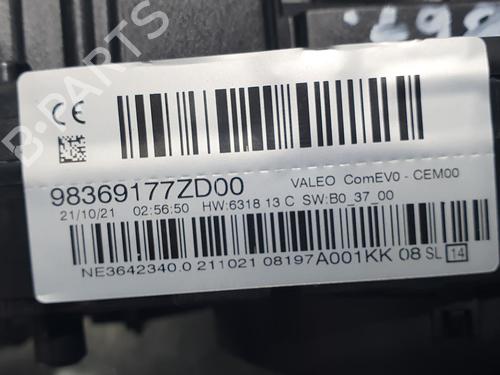 B-PARTS
CE
98369177ZD00
VALEO ComEV0 - CEM00
21/10/21 02:56:50 HW:6318 13 C SW:B0_37_00
NE3642340.0 211021 08197A001KK 08 SL 14